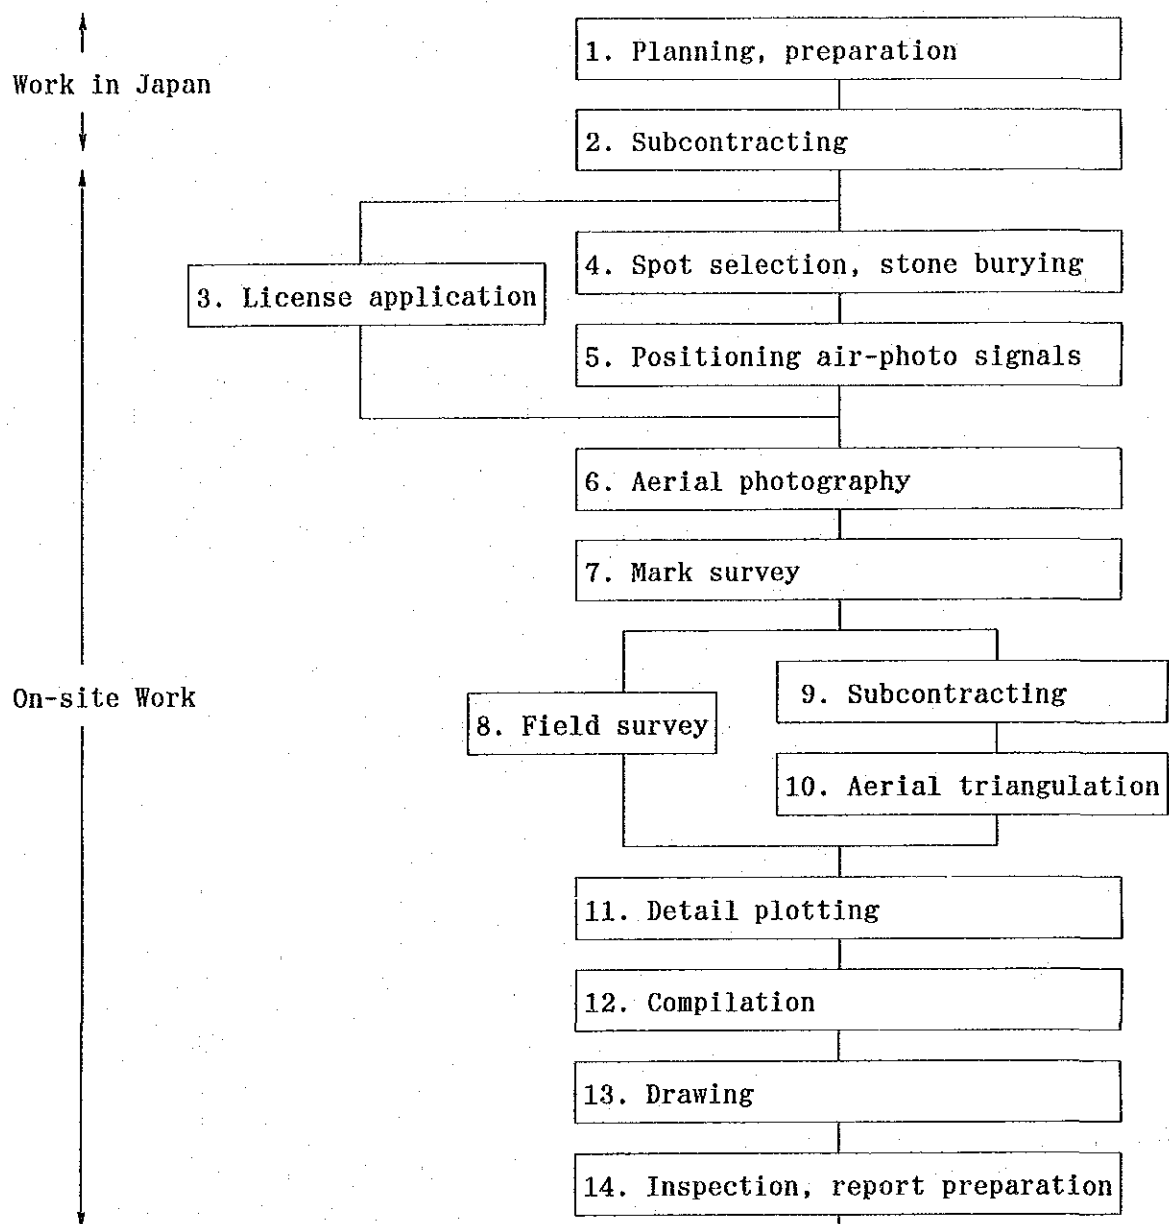 1. Planning, preparation
Work in Japan
2. Subcontracting
4. Spot selection, stone burying
3. License application
5. Positioning air-photo signals
6. Aerial photography
7. Mark survey
On-site Work
9. Subcontracting
8. Field survey
10. Aerial triangulation
11. Detail plotting
12. Compilation
13. Drawing
14. Inspection, report preparation